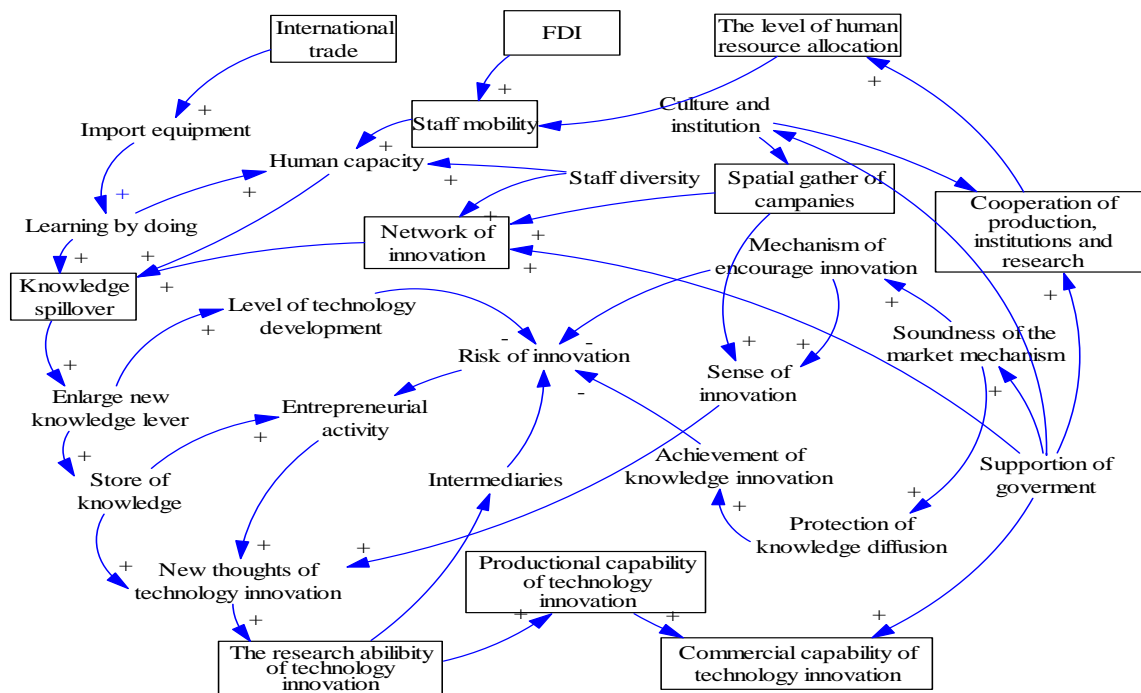 International
trade
FDI
The level of human
resource allocation
+
+
+
Import equipment
Staff mobility
Culture and
institution
+
Human capacity
+
+
+
Staff diversity
Spatial gather of
campanies
Cooperation of
production,
institutions and
research
Learning by doing
+
+
+
Network of
innovation
+
+
Mechanism of
encourage innovation
Knowledge
spillover
+
Level of technology
development
+
+
+
Soundness of the
market mechanism
-
-
Risk of innovation
-
+
+
Sense of
innovation
+
+
Enlarge new
knowledge lever
Entrepreneurial
activity
+
+
Store of
knowledge
Intermediaries
Achievement of
knowledge innovation
Supportion of
goverment
+
+
Protection of
knowledge diffusion
+
+
+
New thoughts of
technology innovation
Productional capability
of technology
innovation
+
+
+
+
The research abilibity
of technology
innovation
Commercial capability of
technology innovation